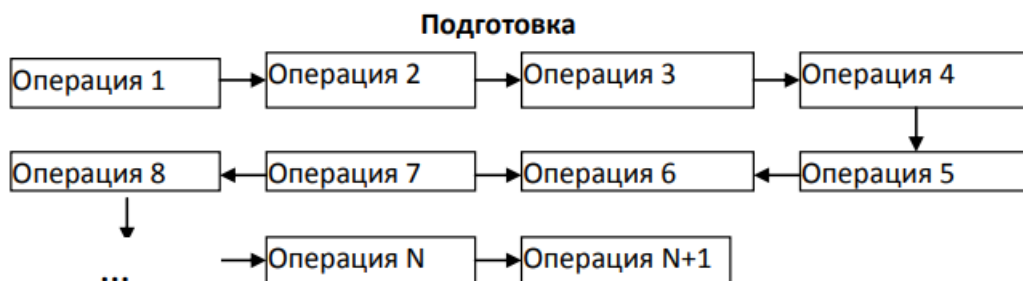 Подготовка
Операция 1
Операция 2
Операция 3
Операция 4
Операция 8
Операция 7
Операция 6
Операция 5
...
Операция N
Операция N+1